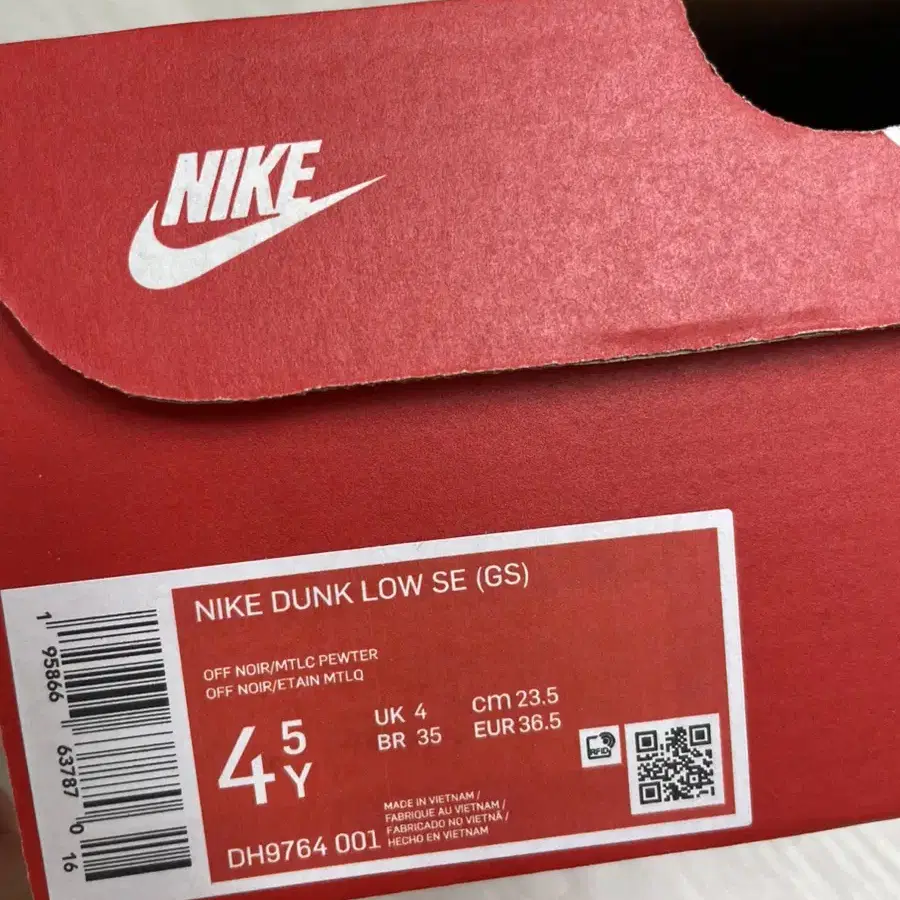 NIKE
NIKE DUNK LOW SE (GS)
OFF NOIR/MTLC PEWTER
OFF NOIR/ETAIN MTLQ
4 5 Y
UK 4
BR 35
cm 23.5
EUR 36.5
RFID
MADE IN VIETNAM /
FABRIQUE AU VIETNAM /
FABRICADO NO VIETNÃ /
HECHO EN VIETNAM
DH9764 001
1 95866 63787 0 16